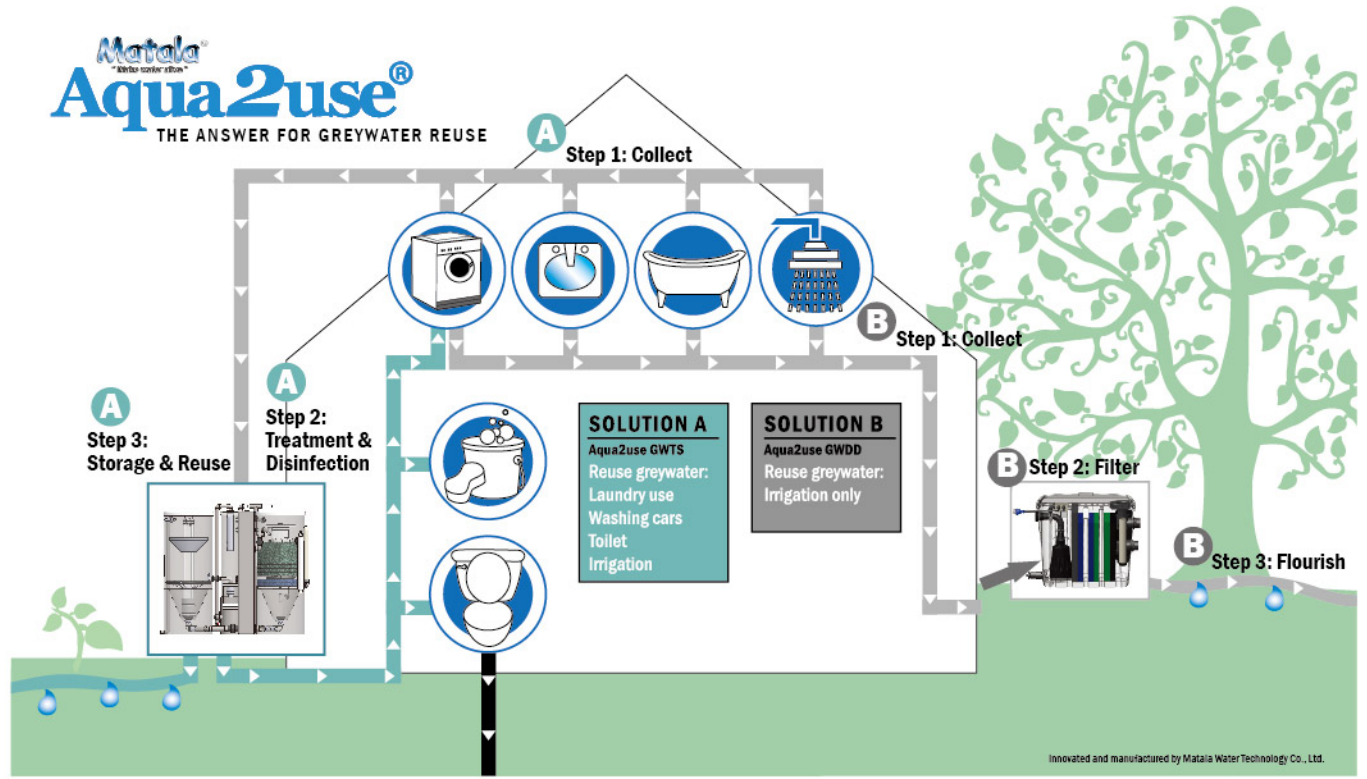 Matala®
Aqua2use®
THE ANSWER FOR GREYWATER REUSE
A
Step 1: Collect
B
Step 1: Collect
A
Step 2:
Treatment &
Disinfection
A
Step 3:
Storage & Reuse
SOLUTION A
Aqua2use GWTS
Reuse greywater:
Laundry use
Washing cars
Toilet
Irrigation
SOLUTION B
Aqua2use GWDD
Reuse greywater:
Irrigation only
B
Step 2: Filter
B
Step 3: Flourish
Innovated and manufactured by Matala Water Technology Co., Ltd.